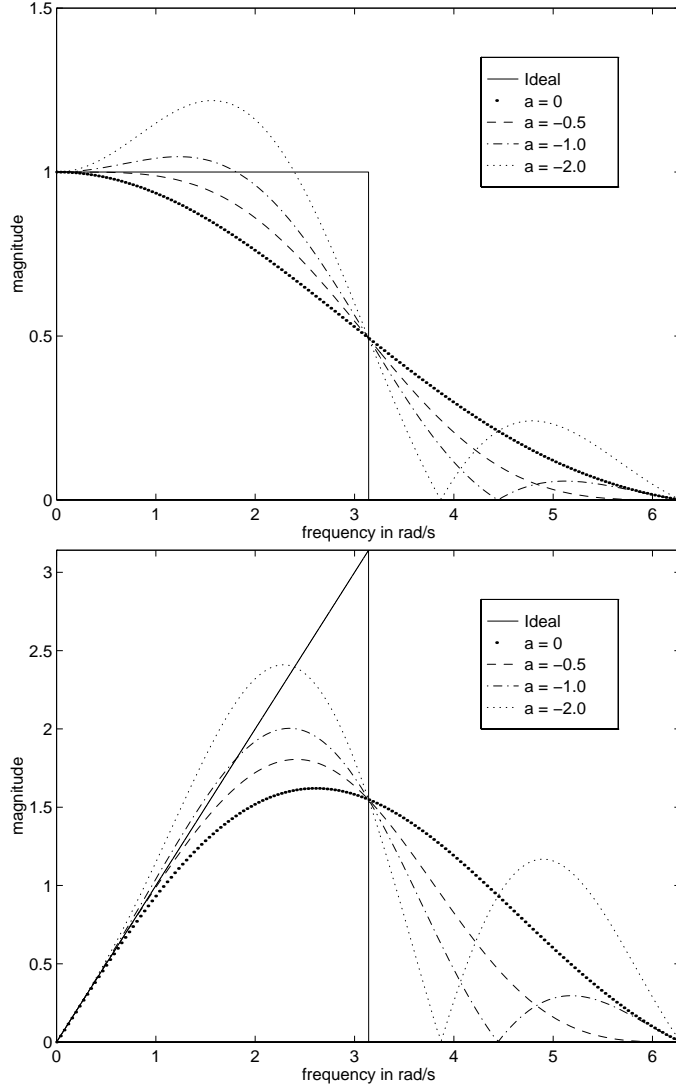 1.5
1
0.5
0
magnitude
Ideal
a = 0
a = −0.5
a = −1.0
a = −2.0
0 1 2 3 4 5 6
frequency in rad/s
3
2.5
2
1.5
1
0.5
0
magnitude
Ideal
a = 0
a = −0.5
a = −1.0
a = −2.0
0 1 2 3 4 5 6
frequency in rad/s